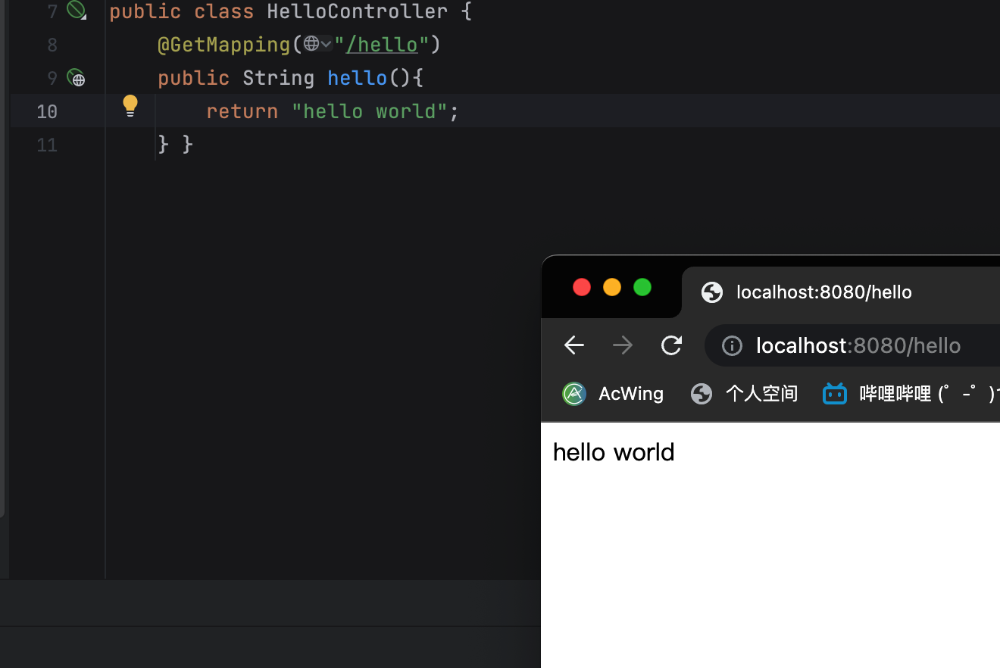 7 public class HelloController {
8 @GetMapping("/hello")
9 public String hello(){
10 return "hello world";
11 } }
localhost:8080/hello
localhost:8080/hello
AcWing 个人空间 哔哩哔哩 (゜-゜)
hello world